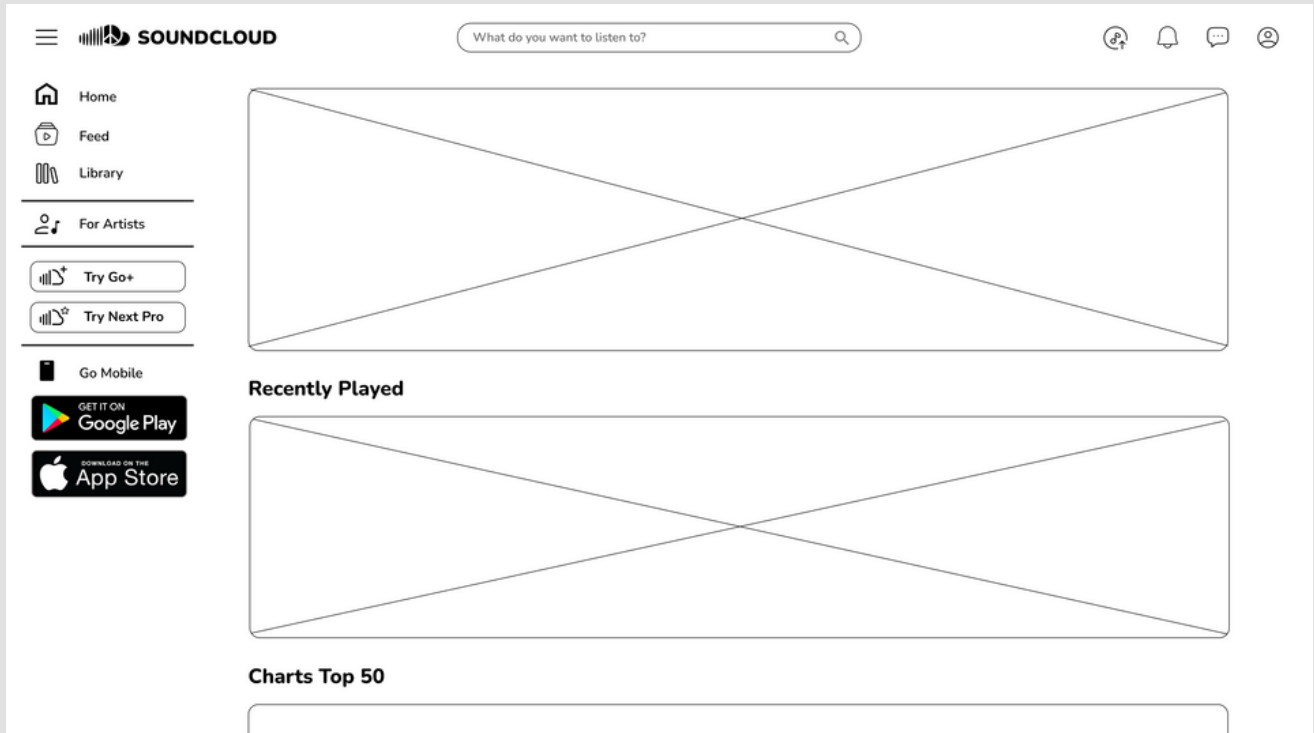 SOUNDCLOUD
What do you want to listen to?
Home
Feed
Library
For Artists
Try Go+
Try Next Pro
Go Mobile
GET IT ON
Google Play
DOWNLOAD ON THE
App Store
Recently Played
Charts Top 50